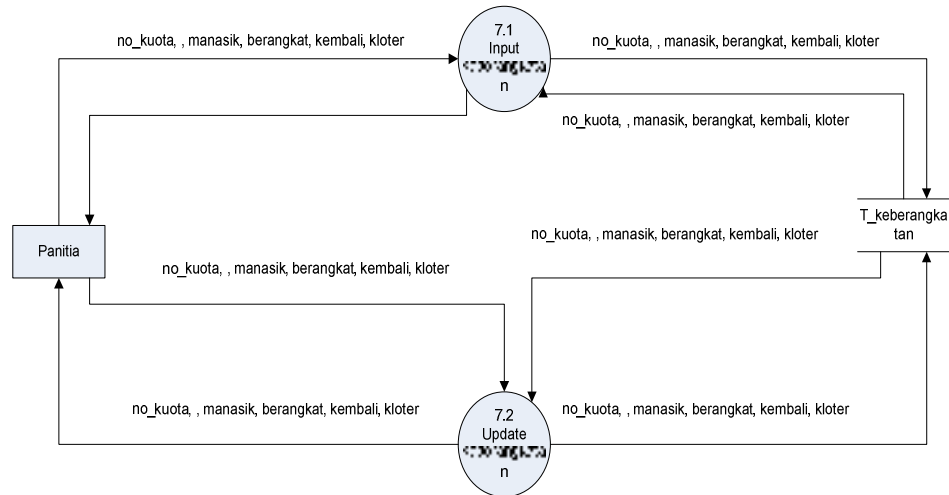 7.1
Input
n
no_kuota, , manasik, berangkat, kembali, kloter
no_kuota, , manasik, berangkat, kembali, kloter
no_kuota, , manasik, berangkat, kembali, kloter
T_keberangka
tan
Panitia
no_kuota, , manasik, berangkat, kembali, kloter
no_kuota, , manasik, berangkat, kembali, kloter
no_kuota, , manasik, berangkat, kembali, kloter
no_kuota, , manasik, berangkat, kembali, kloter
7.2
Update
n